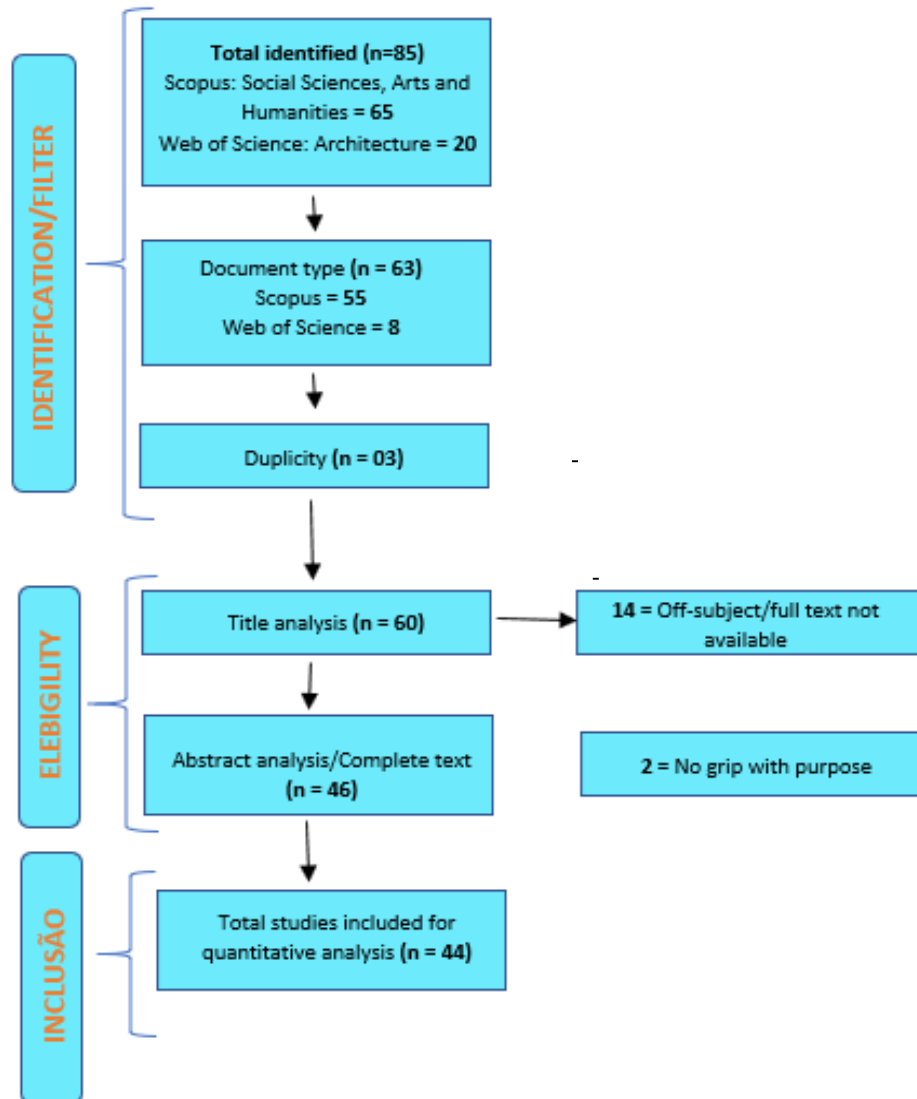 IDENTIFICATION/FILTER
Total identified (n=85)
Scopus: Social Sciences, Arts and
Humanities = 65
Web of Science: Architecture = 20
Document type (n = 63)
Scopus = 55
Web of Science = 8
Duplicity (n = 03)
-
-
ELEBIGILITY
Title analysis (n = 60)
14 = Off-subject/full text not
available
Abstract analysis/Complete text
(n = 46)
2 = No grip with purpose
INCLUSÃO
Total studies included for
quantitative analysis (n = 44)